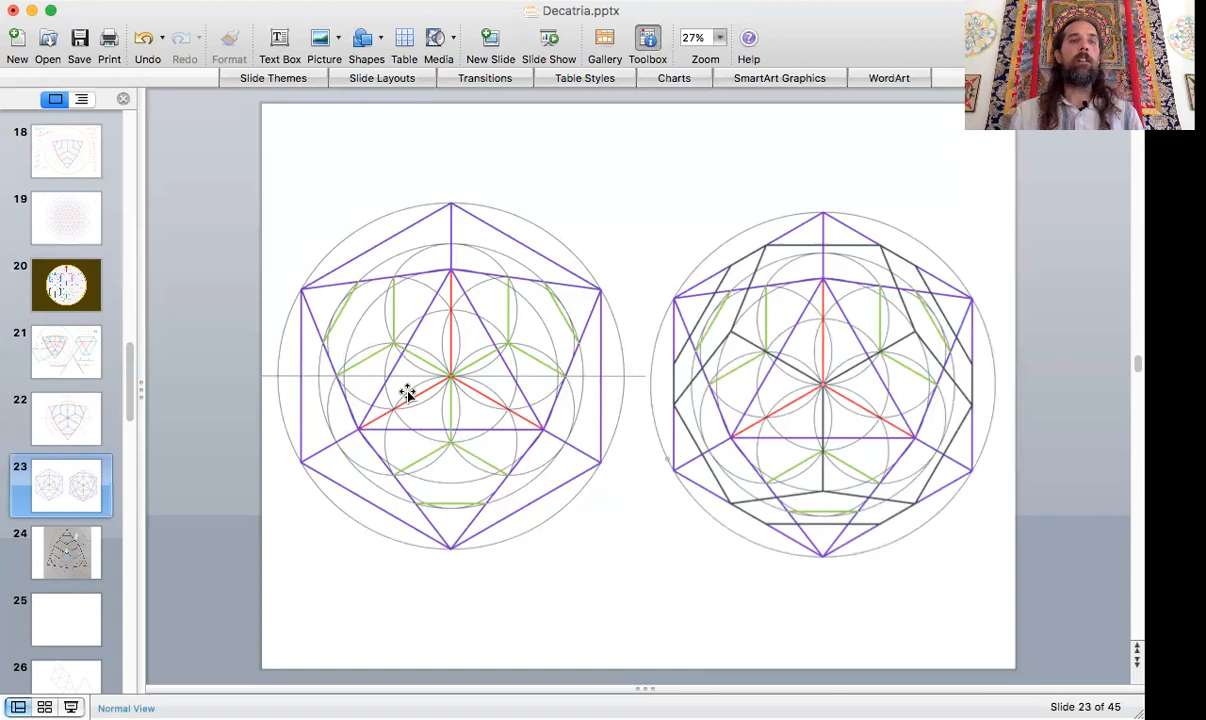 Decatria.pptx
27%
New Open Save Print Undo Redo Format Text Box Picture Shapes Table Media New Slide Slide Show Gallery Toolbox Zoom Help
Slide Themes Slide Layouts Transitions Table Styles Charts SmartArt Graphics WordArt
18
19
20
21
22
23
24
25
26
Normal View
Slide 23 of 45